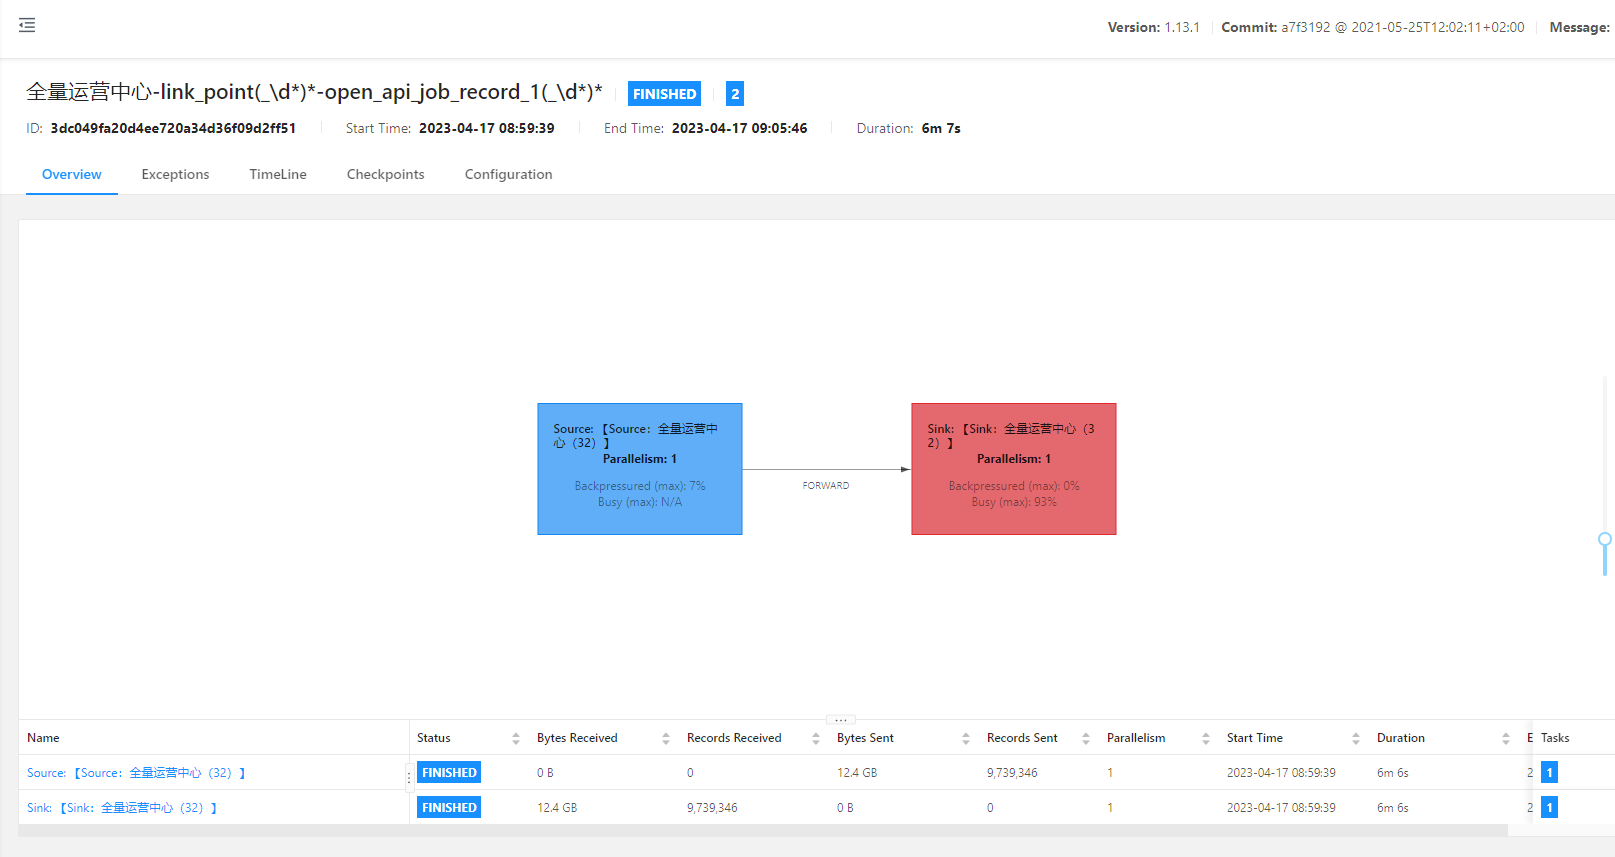 Version: 1.13.1 Commit: a7f3192 @ 2021-05-25T12:02:11+02:00 Message:
全量运营中心-link_point(_\d*)*-open_api_job_record_1(_\d*)* FINISHED 2
ID: 3dc049fa20d4ee720a34d36f09d2ff51 Start Time: 2023-04-17 08:59:39 End Time: 2023-04-17 09:05:46 Duration: 6m 7s
Overview Exceptions TimeLine Checkpoints Configuration
Source: 【Source：全量运营中
心（32）】
Parallelism: 1
Backpressured (max): 7%
Busy (max): N/A
FORWARD
Sink: 【Sink：全量运营中心（3
2）】
Parallelism: 1
Backpressured (max): 0%
Busy (max): 93%
Name Status Bytes Received Records Received Bytes Sent Records Sent Parallelism Start Time Duration E Tasks
Source: 【Source：全量运营中心（32）】 FINISHED 0 B 0 12.4 GB 9,739,346 1 2023-04-17 08:59:39 6m 6s 2 1
Sink: 【Sink：全量运营中心（32）】 FINISHED 12.4 GB 9,739,346 0 B 0 1 2023-04-17 08:59:39 6m 6s 2 1